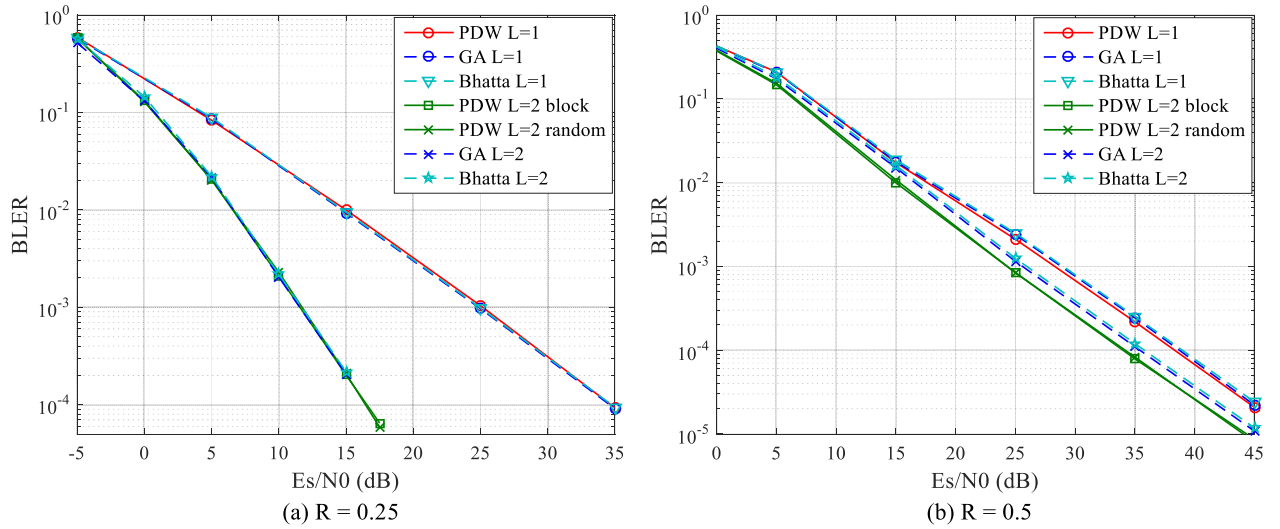 10^0
10^-1
10^-2
10^-3
10^-4
BLER
-5 0 5 10 15 20 25 30 35
Es/N0 (dB)
PDW L=1
GA L=1
Bhatta L=1
PDW L=2 block
PDW L=2 random
GA L=2
Bhatta L=2
(a) R = 0.25
10^0
10^-1
10^-2
10^-3
10^-4
10^-5
BLER
0 5 10 15 20 25 30 35 40 45
Es/N0 (dB)
PDW L=1
GA L=1
Bhatta L=1
PDW L=2 block
PDW L=2 random
GA L=2
Bhatta L=2
(b) R = 0.5